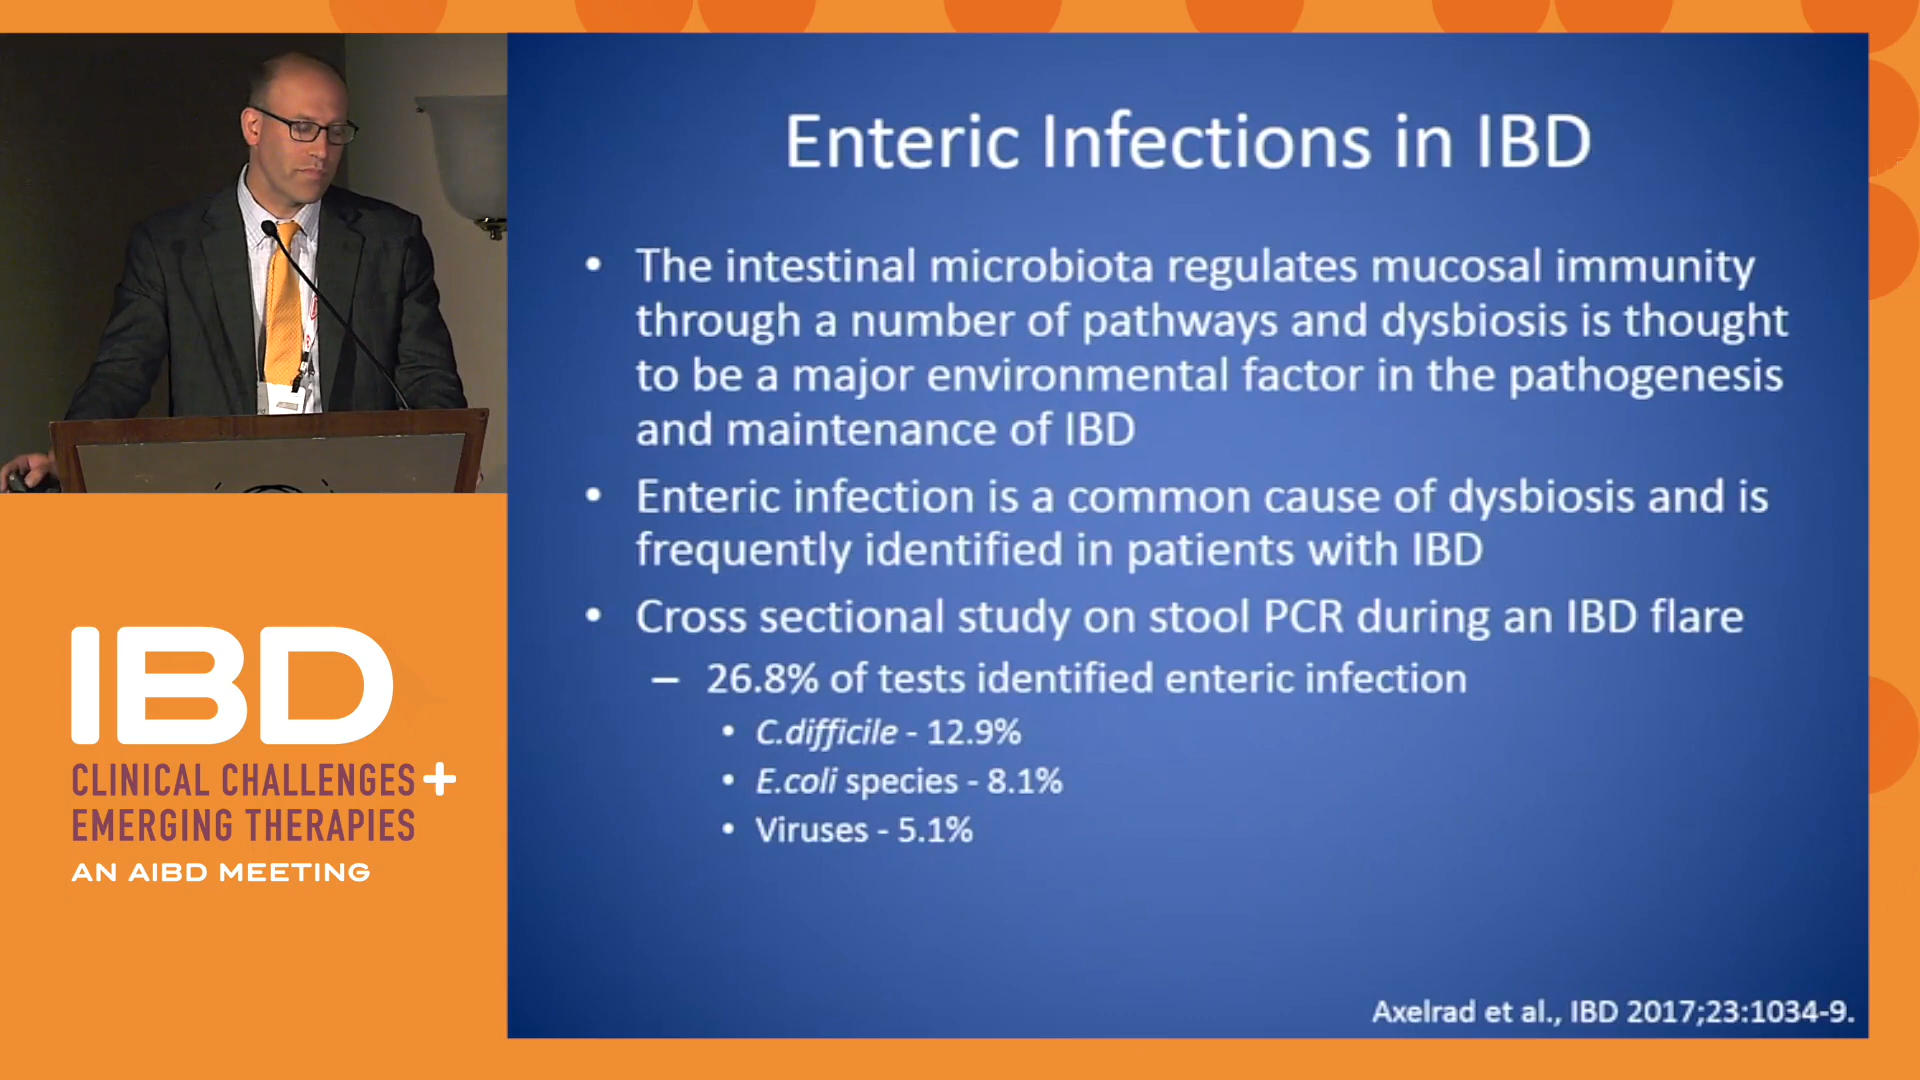 Enteric Infections in IBD
• The intestinal microbiota regulates mucosal immunity
through a number of pathways and dysbiosis is thought
to be a major environmental factor in the pathogenesis
and maintenance of IBD
• Enteric infection is a common cause of dysbiosis and is
frequently identified in patients with IBD
• Cross sectional study on stool PCR during an IBD flare
– 26.8% of tests identified enteric infection
• C.difficile - 12.9%
• E.coli species - 8.1%
• Viruses - 5.1%
Axelrad et al., IBD 2017;23:1034-9.
IBD
CLINICAL CHALLENGES +
EMERGING THERAPIES
AN AIBD MEETING